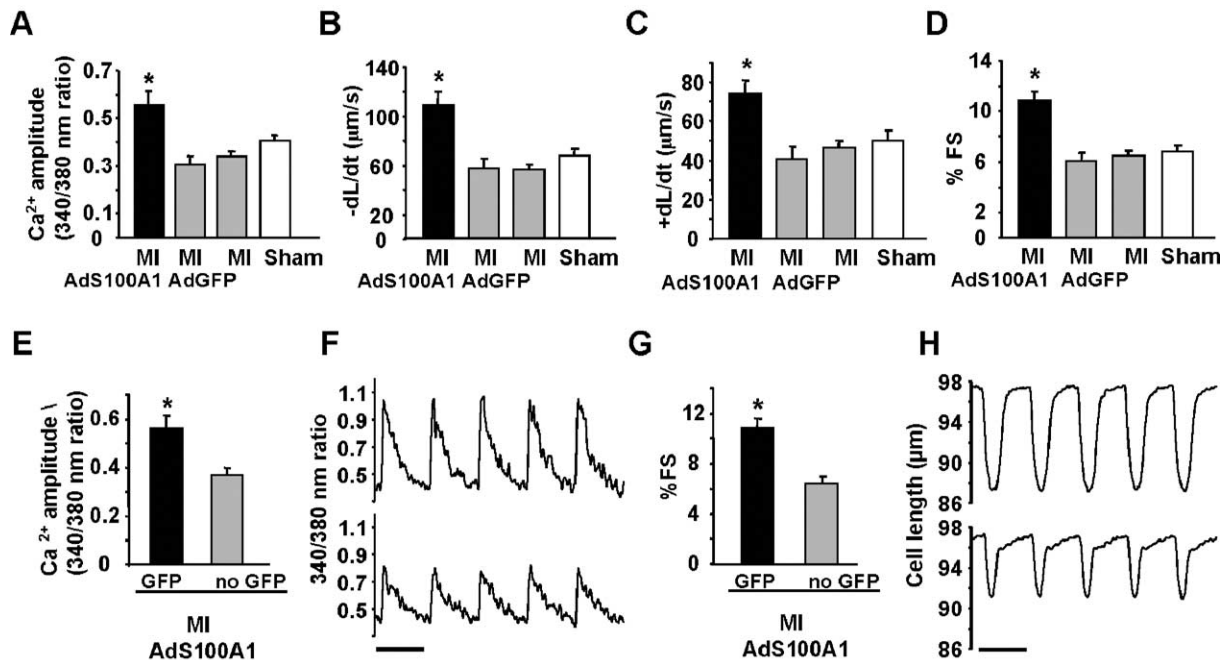 A
Ca2+ amplitude
(340/380 nm ratio)
0.7
0.5
0.3
0.1
0
*
MI MI MI Sham
AdS100A1 AdGFP
B
-dL/dt (µm/s)
140
100
60
20
0
*
MI MI MI Sham
AdS100A1 AdGFP
C
+dL/dt (µm/s)
80
60
40
20
0
*
MI MI MI Sham
AdS100A1 AdGFP
D
% FS
14
10
6
2
0
*
MI MI MI Sham
AdS100A1 AdGFP
E
Ca 2+ amplitude \
(340/380 nm ratio)
0.6
0.4
0.2
0
*
GFP no GFP
MI
AdS100A1
F
340/380 nm ratio
1.1
0.9
0.7
0.5
1.1
0.9
0.7
0.5
G
%FS
12
8
4
0
*
GFP no GFP
MI
AdS100A1
H
Cell length (µm)
98
94
90
86
98
94
90
86